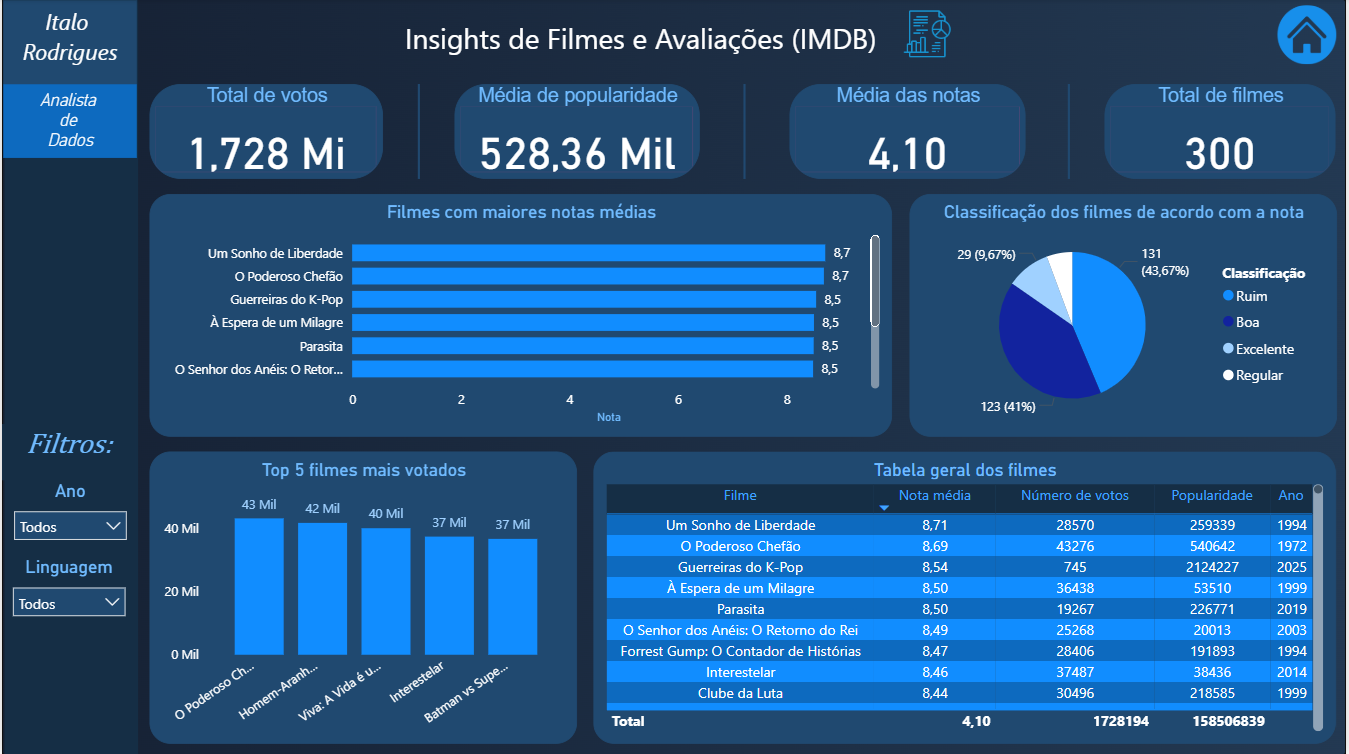 Italo
Rodrigues
Analista
de
Dados
Insights de Filmes e Avaliações (IMDB)
Total de votos
1,728 Mi
Média de popularidade
528,36 Mil
Média das notas
4,10
Total de filmes
300
Filmes com maiores notas médias
Um Sonho de Liberdade 8,7
O Poderoso Chefão 8,7
Guerreiras do K-Pop 8,5
À Espera de um Milagre 8,5
Parasita 8,5
O Senhor dos Anéis: O Retor... 8,5
0 2 4 6 8
Nota
Classificação dos filmes de acordo com a nota
29 (9,67%)
131
(43,67%)
123 (41%)
Classificação
Ruim
Boa
Excelente
Regular
Filtros:
Ano
Todos
Linguagem
Todos
Top 5 filmes mais votados
43 Mil 42 Mil 40 Mil 37 Mil 37 Mil
40 Mil
20 Mil
0 Mil
O Poderoso Ch...
Homem-Aranh...
Viva: A Vida é u...
Interestelar
Batman vs Supe...
Tabela geral dos filmes
Filme Nota média Número de votos Popularidade Ano
Um Sonho de Liberdade 8,71 28570 259339 1994
O Poderoso Chefão 8,69 43276 540642 1972
Guerreiras do K-Pop 8,54 745 2124227 2025
À Espera de um Milagre 8,50 36438 53510 1999
Parasita 8,50 19267 226771 2019
O Senhor dos Anéis: O Retorno do Rei 8,49 25268 20013 2003
Forrest Gump: O Contador de Histórias 8,47 28406 191893 1994
Interestelar 8,46 37487 38436 2014
Clube da Luta 8,44 30496 218585 1999
Total 4,10 1728194 158506839